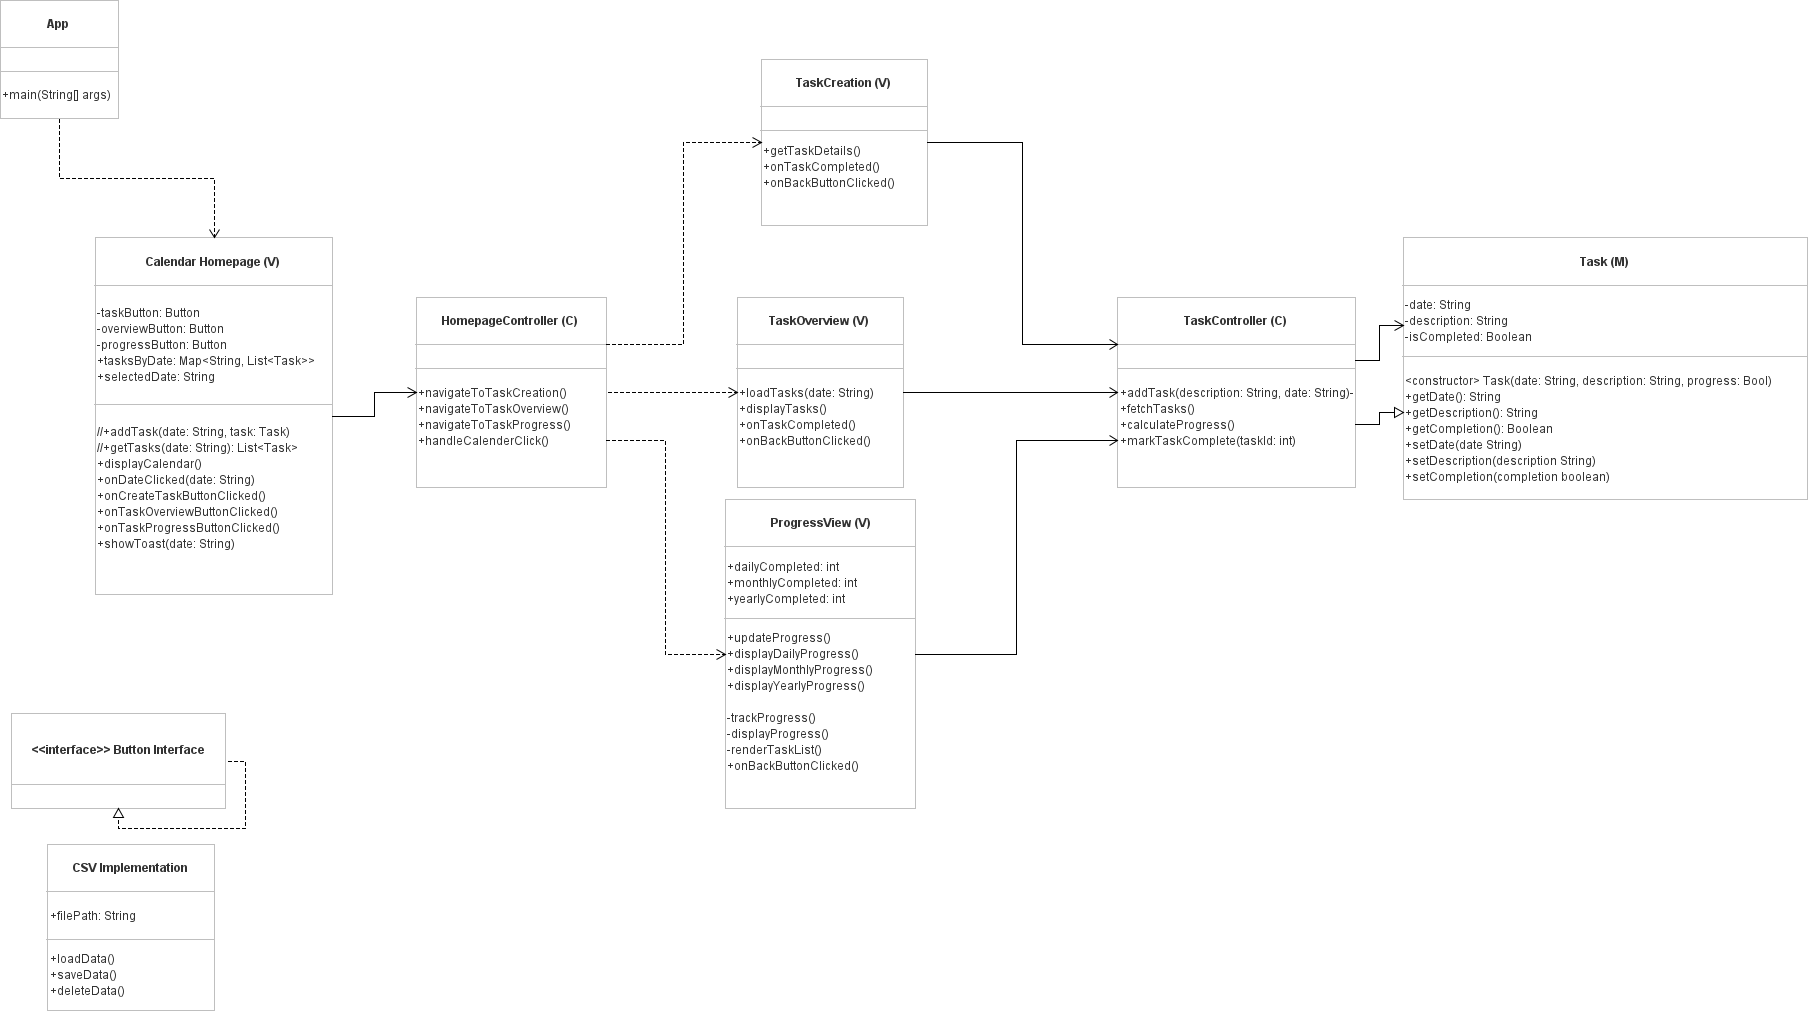 App
+main(String[] args)
TaskCreation (V)
+getTaskDetails()
+onTaskCompleted()
+onBackButtonClicked()
Calendar Homepage (V)
-taskButton: Button
-overviewButton: Button
-progressButton: Button
+tasksByDate: Map<String, List<Task>>
+selectedDate: String
//+addTask(date: String, task: Task)
//+getTasks(date: String): List<Task>
+displayCalendar()
+onDateClicked(date: String)
+onCreateTaskButtonClicked()
+onTaskOverviewButtonClicked()
+onTaskProgressButtonClicked()
+showToast(date: String)
HomepageController (C)
+navigateToTaskCreation()
+navigateToTaskOverview()
+navigateToTaskProgress()
+handleCalenderClick()
TaskOverview (V)
+loadTasks(date: String)
+displayTasks()
+onTaskCompleted()
+onBackButtonClicked()
TaskController (C)
+addTask(description: String, date: String)-
+fetchTasks()
+calculateProgress()
+markTaskComplete(taskId: int)
Task (M)
-date: String
-description: String
-isCompleted: Boolean
<constructor> Task(date: String, description: String, progress: Bool)
+getDate(): String
+getDescription(): String
+getCompletion(): Boolean
+setDate(date String)
+setDescription(description String)
+setCompletion(completion boolean)
ProgressView (V)
+dailyCompleted: int
+monthlyCompleted: int
+yearlyCompleted: int
+updateProgress()
+displayDailyProgress()
+displayMonthlyProgress()
+displayYearlyProgress()
-trackProgress()
-displayProgress()
-renderTaskList()
+onBackButtonClicked()
<<interface>> Button Interface
CSV Implementation
+filePath: String
+loadData()
+saveData()
+deleteData()